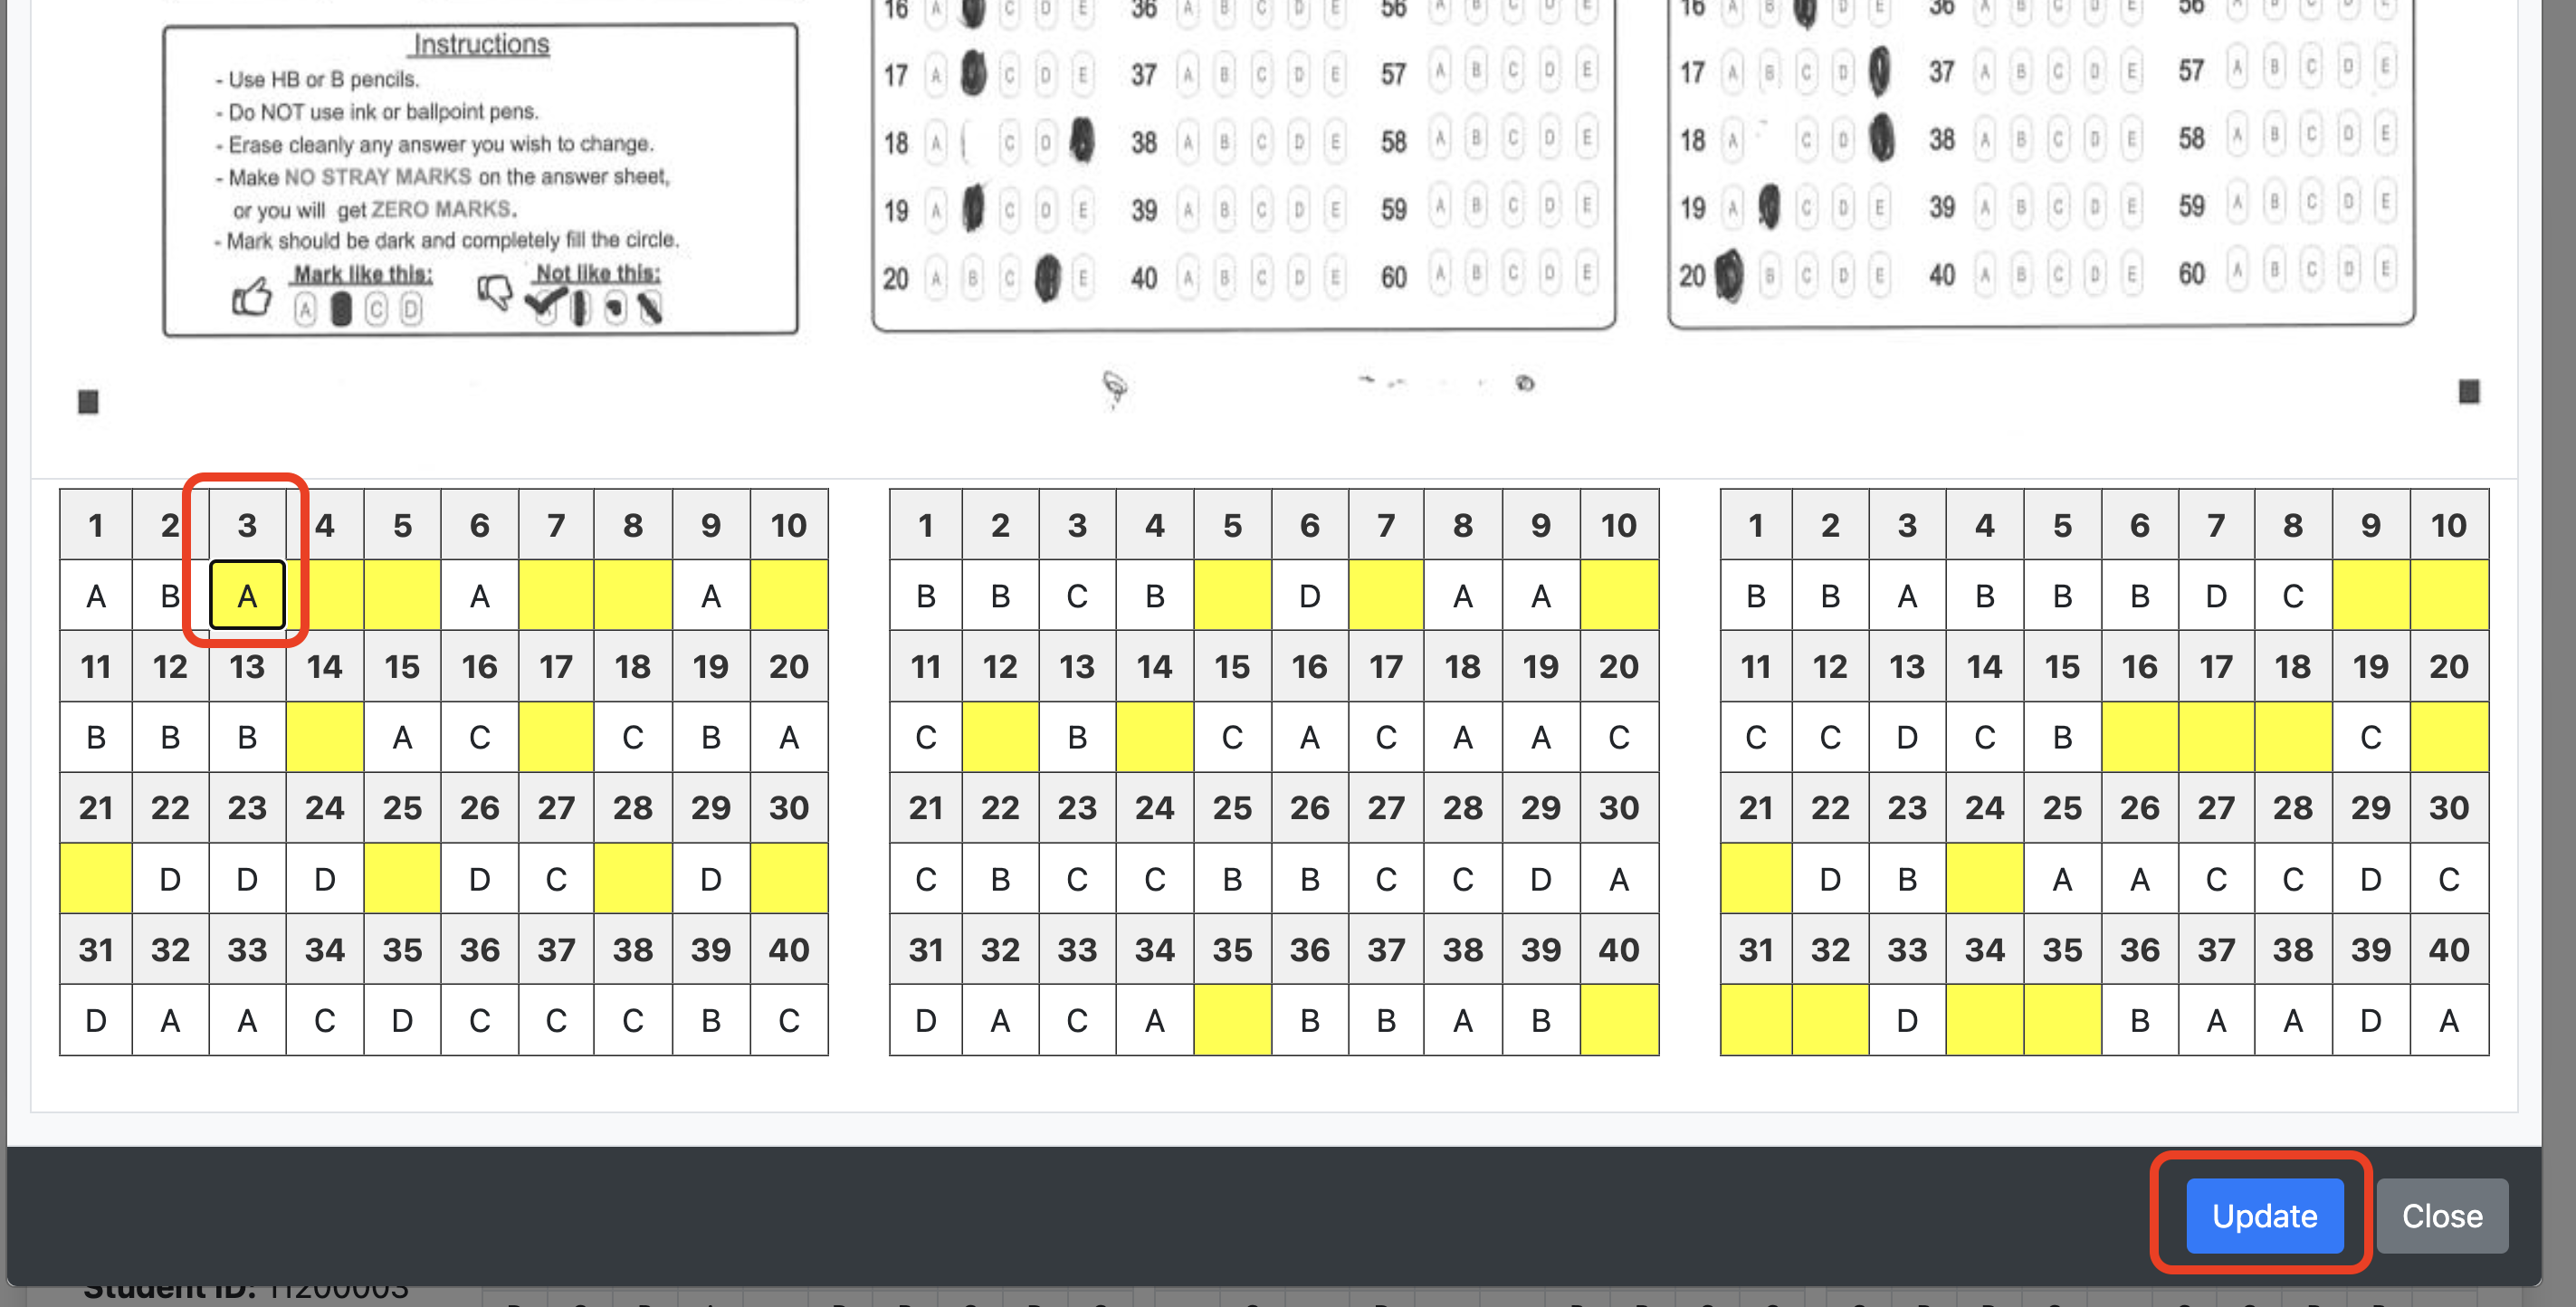 Instructions
- Use HB or B pencils.
- Do NOT use ink or ballpoint pens.
- Erase cleanly any answer you wish to change.
- Make NO STRAY MARKS on the answer sheet,
or you will get ZERO MARKS.
- Mark should be dark and completely fill the circle.
Mark like this: Not like this:
A C D
16 A C D E 36 A B C D E 56 A B C D E
17 A C D E 37 A B C D E 57 A B C D E
18 A C D 38 A B C D E 58 A B C D E
19 A C D E 39 A B C D E 59 A B C D E
20 A B C E 40 A B C D E 60 A B C D E
16 A B D E 36 A B C D E 56 A B C D E
17 A B C D 37 A B C D E 57 A B C D E
18 A C D 38 A B C D E 58 A B C D E
19 A C D E 39 A B C D E 59 A B C D E
20 B C D E 40 A B C D E 60 A B C D E
1 2 3 4 5 6 7 8 9 10
A B A A A
11 12 13 14 15 16 17 18 19 20
B B B A C C B A
21 22 23 24 25 26 27 28 29 30
D D D D C D
31 32 33 34 35 36 37 38 39 40
D A A C D C C C B C
1 2 3 4 5 6 7 8 9 10
B B C B D A A
11 12 13 14 15 16 17 18 19 20
C B C A C A A C
21 22 23 24 25 26 27 28 29 30
C B C C B B C C D A
31 32 33 34 35 36 37 38 39 40
D A C A B B A B
1 2 3 4 5 6 7 8 9 10
B B A B B B D C
11 12 13 14 15 16 17 18 19 20
C C D C B C
21 22 23 24 25 26 27 28 29 30
D B A A C C D C
31 32 33 34 35 36 37 38 39 40
D B A A D A
Update Close
Student ID: 11200003